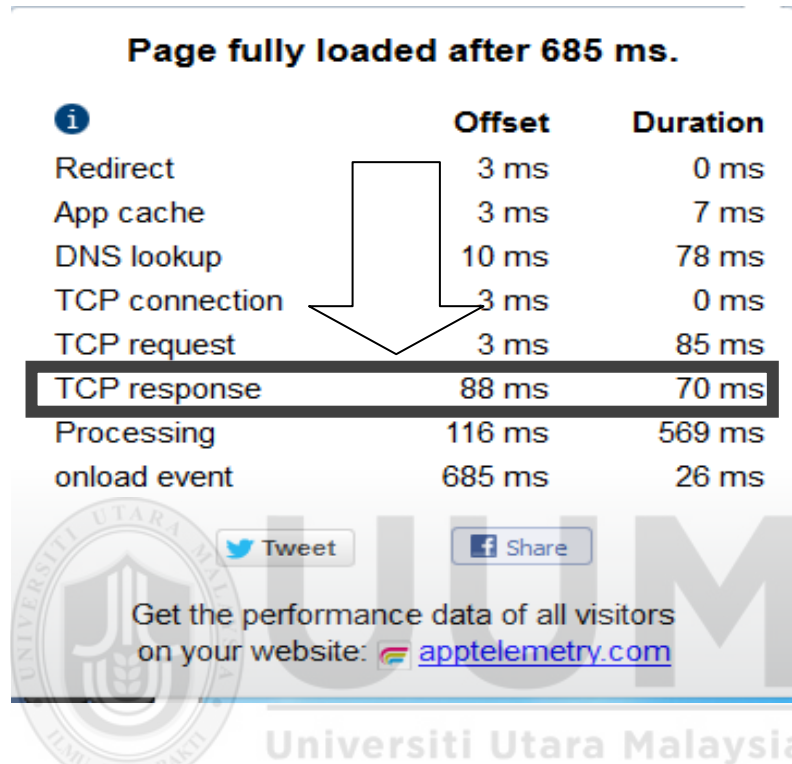 Page fully loaded after 685 ms.
i Offset Duration
Redirect 3 ms 0 ms
App cache 3 ms 7 ms
DNS lookup 10 ms 78 ms
TCP connection 3 ms 0 ms
TCP request 3 ms 85 ms
TCP response 88 ms 70 ms
Processing 116 ms 569 ms
onload event 685 ms 26 ms
Tweet f Share
Get the performance data of all visitors
on your website: apptelemetry.com
UUM
UNIVERSITI UTARA MALAYSIA
Universiti Utara Malaysia